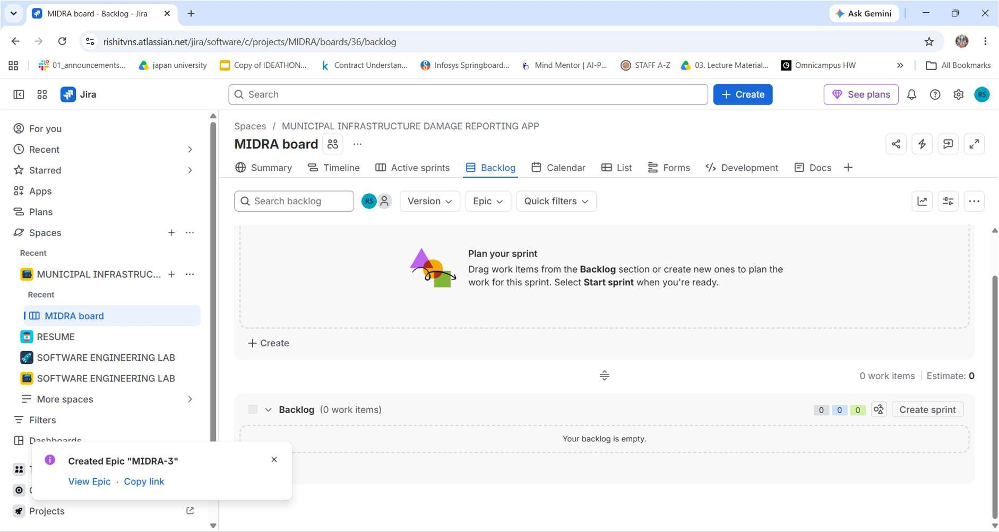 MIDRA board - Backlog - Jira
Ask Gemini
rishitvns.atlassian.net/jira/software/c/projects/MIDRA/boards/36/backlog
01_announcements...
japan university
Copy of IDEATHON...
Contract Understan...
Infosys Springboard...
Mind Mentor | AI-P...
STAFF A-Z
03. Lecture Material...
Omnicampus HW
All Bookmarks
Jira
Search
Create
See plans
RS
For you
Recent
Starred
Apps
Plans
Spaces
Recent
MUNICIPAL INFRASTRUC...
Recent
MIDRA board
RESUME
SOFTWARE ENGINEERING LAB
SOFTWARE ENGINEERING LAB
More spaces
Filters
Dashboards
Projects
Spaces / MUNICIPAL INFRASTRUCTURE DAMAGE REPORTING APP
MIDRA board
Summary
Timeline
Active sprints
Backlog
Calendar
List
Forms
Development
Docs
Search backlog
RS
Version
Epic
Quick filters
Plan your sprint
Drag work items from the Backlog section or create new ones to plan the
work for this sprint. Select Start sprint when you're ready.
Create
0 work items
Estimate: 0
Backlog (0 work items)
0 0 0
Create sprint
Your backlog is empty.
Created Epic "MIDRA-3"
View Epic · Copy link